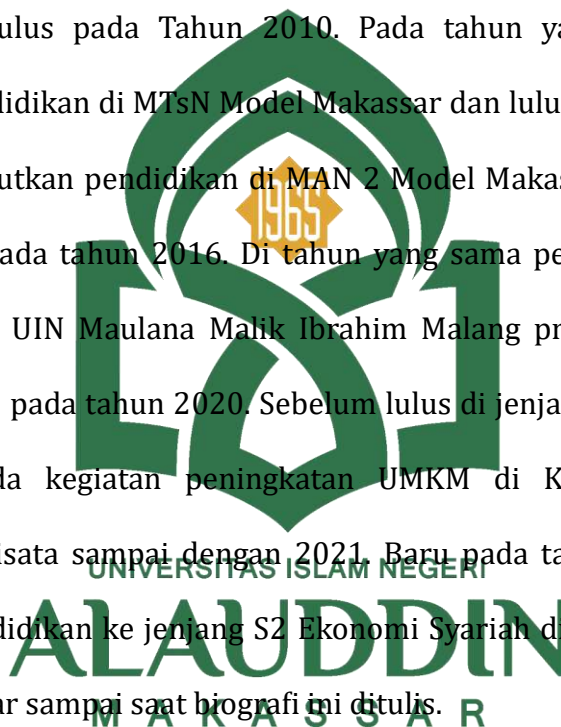 ulus pada Tahun 2010. Pada tahun ya
didikan di MTsN Model Makassar dan lulu
utkan pendidikan di MAN 2 Model Makas
1965
ada tahun 2016. Di tahun yang sama pe
UIN Maulana Malik Ibrahim Malang pr
pada tahun 2020. Sebelum lulus di jenja
da kegiatan peningkatan UMKM di K
isata sampai dengan 2021. Baru pada ta
UNIVERSITAS ISLAM NEGERI
didikan ke jenjang S2 Ekonomi Syariah di
ALAUDDIN
ar sampai saat biografi ini ditulis.
MAKASSAR